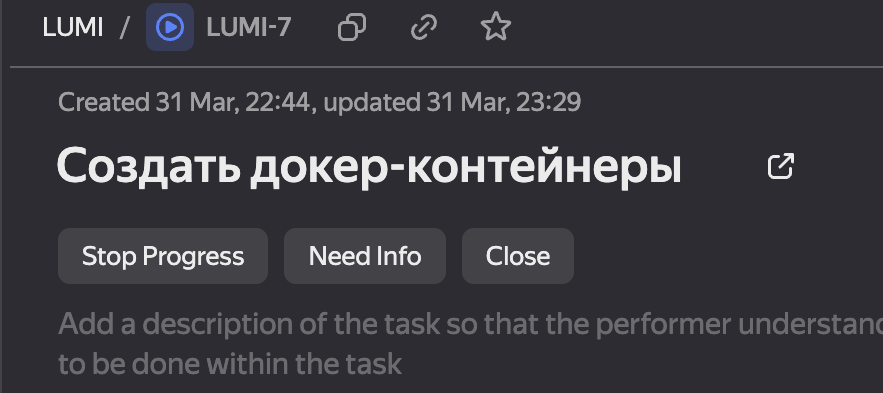 LUMI / LUMI-7
Created 31 Mar, 22:44, updated 31 Mar, 23:29
Создать докер-контейнеры
Stop Progress Need Info Close
Add a description of the task so that the performer understand
to be done within the task